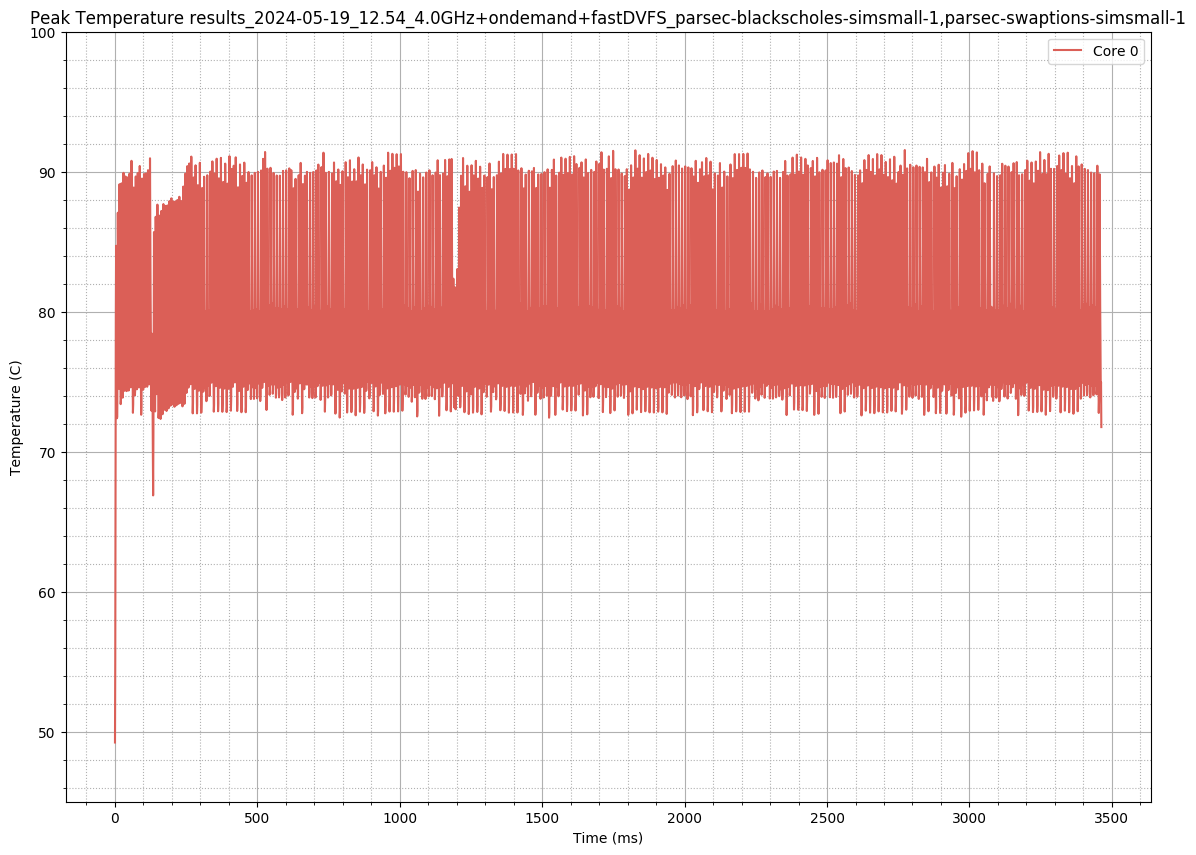 Peak Temperature results_2024-05-19_12.54_4.0GHz+ondemand+fastDVFS_parsec-blackscholes-simsmall-1,parsec-swaptions-simsmall-1
Core 0
100
90
80
70
60
50
Temperature (C)
0 500 1000 1500 2000 2500 3000 3500
Time (ms)